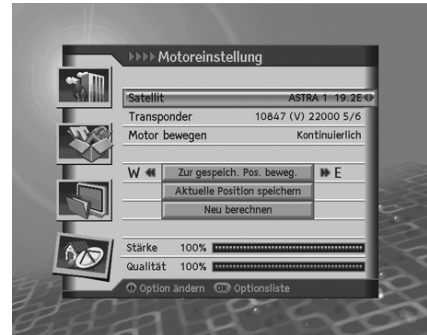 Motoreinstellung
Satellit ASTRA 1 19.2E
Transponder 10847 (V) 22000 5/6
Motor bewegen Kontinuierlich
W Zur gespeich. Pos. beweg. E
Aktuelle Position speichern
Neu berechnen
Stärke 100%
Qualität 100%
Option ändern OK Optionsliste